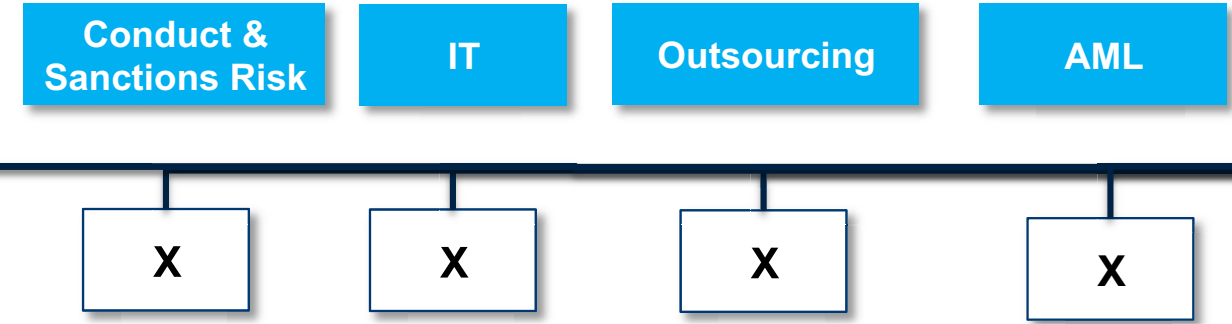 Conduct &
Sanctions Risk
IT
Outsourcing
AML
X
X
X
X